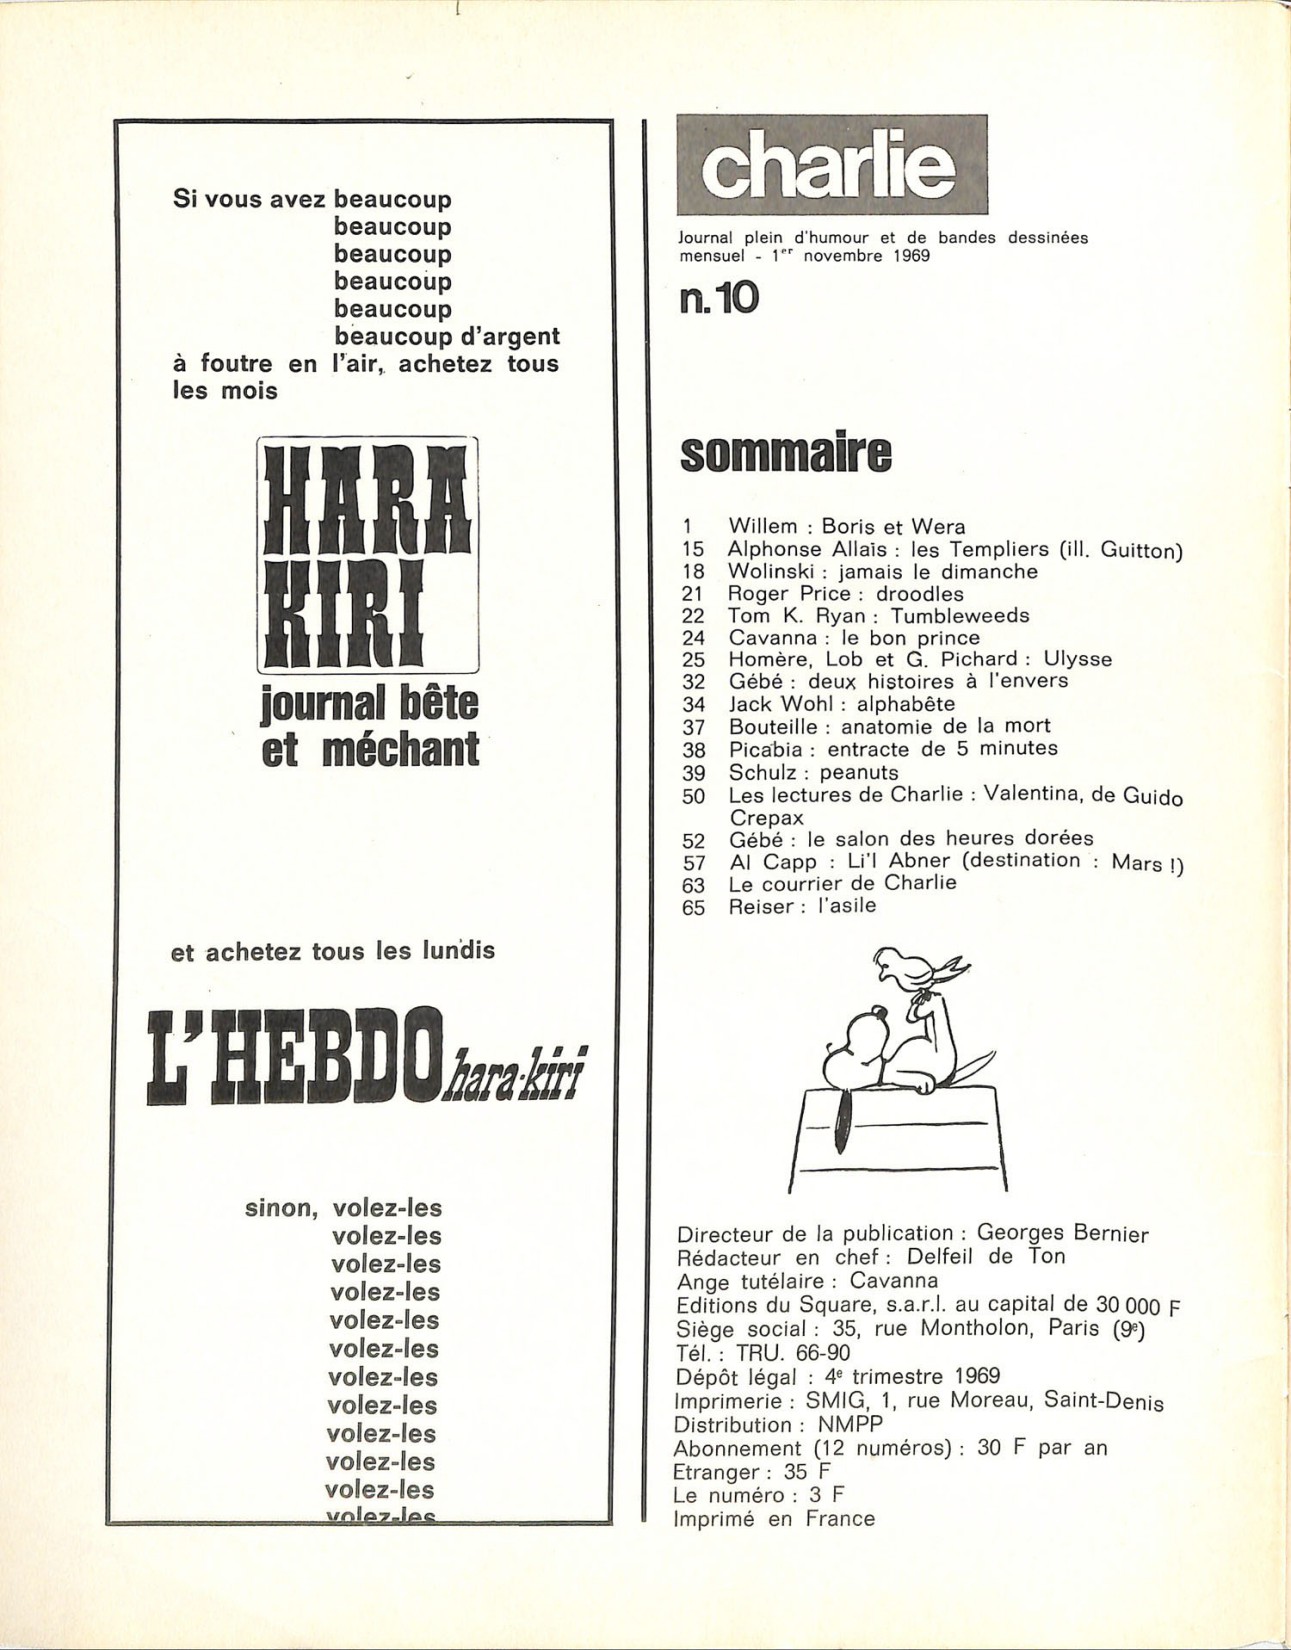 Si vous avez beaucoup
beaucoup
beaucoup
beaucoup
beaucoup
beaucoup d'argent
à foutre en l'air, achetez tous
les mois
HARA
KIRI
journal bête
et méchant
et achetez tous les lundis
L'HEBDO hara-kiri
sinon, volez-les
volez-les
volez-les
volez-les
volez-les
volez-les
volez-les
volez-les
volez-les
volez-les
volez-les
volez-les
charlie
Journal plein d'humour et de bandes dessinées
mensuel - 1er novembre 1969
n. 10
sommaire
1 Willem : Boris et Wera
15 Alphonse Allais : les Templiers (ill. Guitton)
18 Wolinski : jamais le dimanche
21 Roger Price : droodles
22 Tom K. Ryan : Tumbleweeds
24 Cavanna : le bon prince
25 Homère, Lob et G. Pichard : Ulysse
32 Gébé : deux histoires à l'envers
34 Jack Wohl : alphabête
37 Bouteille : anatomie de la mort
38 Picabia : entracte de 5 minutes
39 Schulz : peanuts
50 Les lectures de Charlie : Valentina, de Guido
Crepax
52 Gébé : le salon des heures dorées
57 Al Capp : Li'l Abner (destination : Mars !)
63 Le courrier de Charlie
65 Reiser : l'asile
Directeur de la publication : Georges Bernier
Rédacteur en chef : Delfeil de Ton
Ange tutélaire : Cavanna
Editions du Square, s.a.r.l. au capital de 30 000 F
Siège social : 35, rue Montholon, Paris (9e)
Tél. : TRU. 66-90
Dépôt légal : 4e trimestre 1969
Imprimerie : SMIG, 1, rue Moreau, Saint-Denis
Distribution : NMPP
Abonnement (12 numéros) : 30 F par an
Etranger : 35 F
Le numéro : 3 F
Imprimé en France